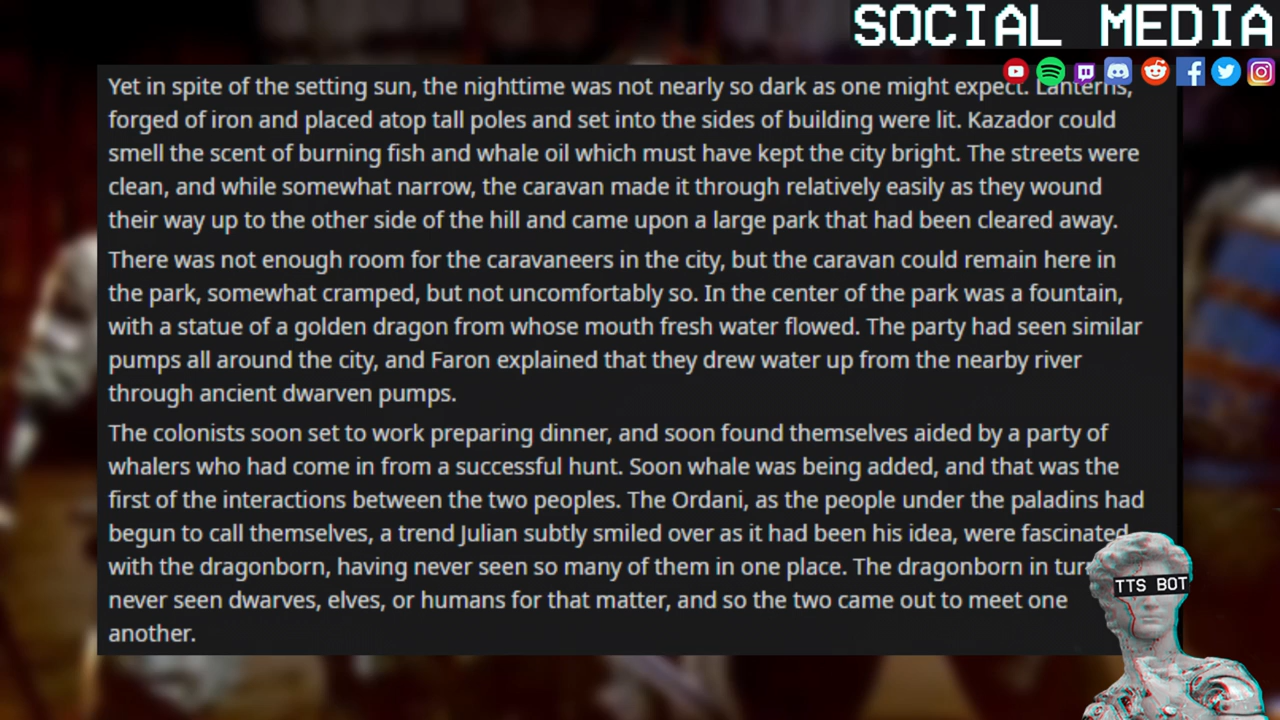 SOCIAL MEDIA
Yet in spite of the setting sun, the nighttime was not nearly so dark as one might expect. Lanterns,
forged of iron and placed atop tall poles and set into the sides of building were lit. Kazador could
smell the scent of burning fish and whale oil which must have kept the city bright. The streets were
clean, and while somewhat narrow, the caravan made it through relatively easily as they wound
their way up to the other side of the hill and came upon a large park that had been cleared away.
There was not enough room for the caravaneers in the city, but the caravan could remain here in
the park, somewhat cramped, but not uncomfortably so. In the center of the park was a fountain,
with a statue of a golden dragon from whose mouth fresh water flowed. The party had seen similar
pumps all around the city, and Faron explained that they drew water up from the nearby river
through ancient dwarven pumps.
The colonists soon set to work preparing dinner, and soon found themselves aided by a party of
whalers who had come in from a successful hunt. Soon whale was being added, and that was the
first of the interactions between the two peoples. The Ordani, as the people under the paladins had
begun to call themselves, a trend Julian subtly smiled over as it had been his idea, were fascinated
with the dragonborn, having never seen so many of them in one place. The dragonborn in turn
never seen dwarves, elves, or humans for that matter, and so the two came out to meet one
another.
TTS BOT